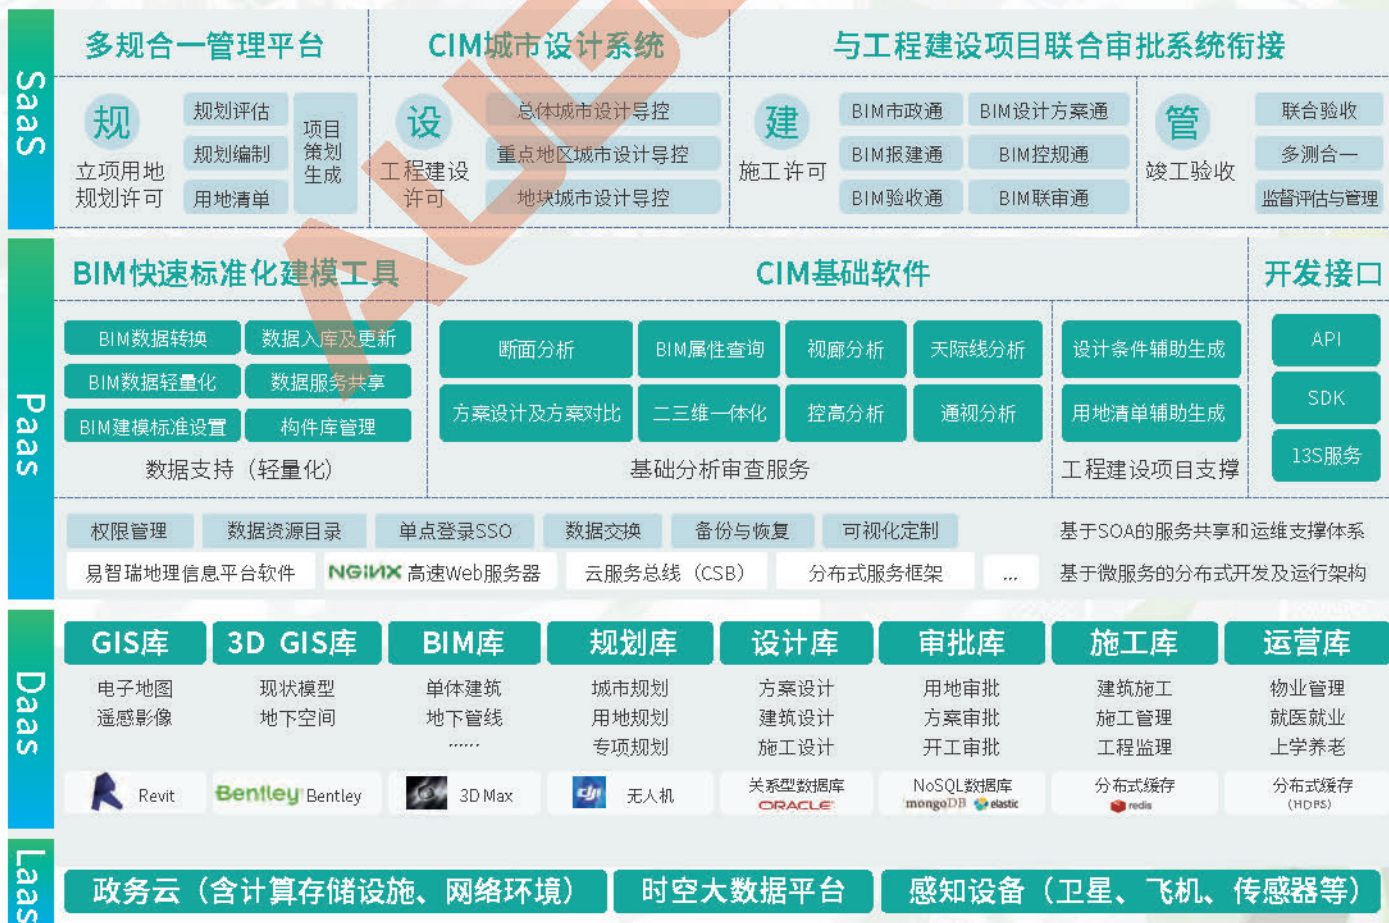 SaaS
多规合一管理平台
CIM城市设计系统
与工程建设项目联合审批系统衔接
规
立项用地
规划许可
规划评估
规划编制
用地清单
项目
策划
生成
设
工程建设
许可
总体城市设计导控
重点地区城市设计导控
地块城市设计导控
建
施工许可
BIM市政通
BIM设计方案通
BIM报建通
BIM控规通
BIM验收通
BIM联审通
管
竣工验收
联合验收
多测合一
监督评估与管理
Paas
BIM快速标准化建模工具
CIM基础软件
开发接口
BIM数据转换
数据入库及更新
BIM数据轻量化
数据服务共享
BIM建模标准设置
构件库管理
数据支持（轻量化）
断面分析
BIM属性查询
视廊分析
天际线分析
方案设计及方案对比
二三维一体化
控高分析
通视分析
基础分析审查服务
设计条件辅助生成
用地清单辅助生成
工程建设项目支撑
API
SDK
13S服务
权限管理
数据资源目录
单点登录SSO
数据交换
备份与恢复
可视化定制
基于SOA的服务共享和运维支撑体系
易智瑞地理信息平台软件
NGiNX 高速Web服务器
云服务总线（CSB）
分布式服务框架
...
基于微服务的分布式开发及运行架构
Daas
GIS库
3D GIS库
BIM库
规划库
设计库
审批库
施工库
运营库
电子地图
遥感影像
现状模型
地下空间
单体建筑
地下管线
······
城市规划
用地规划
专项规划
方案设计
建筑设计
施工设计
用地审批
方案审批
开工审批
建筑施工
施工管理
工程监理
物业管理
就医就业
上学养老
Revit
Bentley Bentley
3D Max
dji 无人机
关系型数据库
ORACLE
NoSQL数据库
mongoDB elastic
分布式缓存
redis
分布式缓存
(HDFS)
Laas
政务云（含计算存储设施、网络环境）
时空大数据平台
感知设备（卫星、飞机、传感器等）